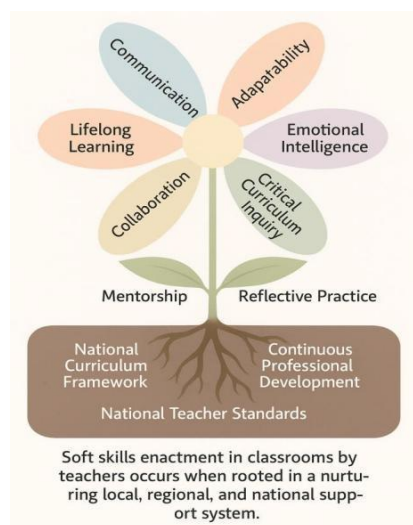 Communication
Adapatability
Lifelong
Learning
Emotional
Intelligence
Collaboration
Critical
Curriculum
Inquiry
Mentorship
Reflective Practice
National
Curriculum
Framework
Continuous
Professional
Development
National Teacher Standards
Soft skills enactment in classrooms by
teachers occurs when rooted in a nurtu-
ring local, regional, and national supp-
ort system.